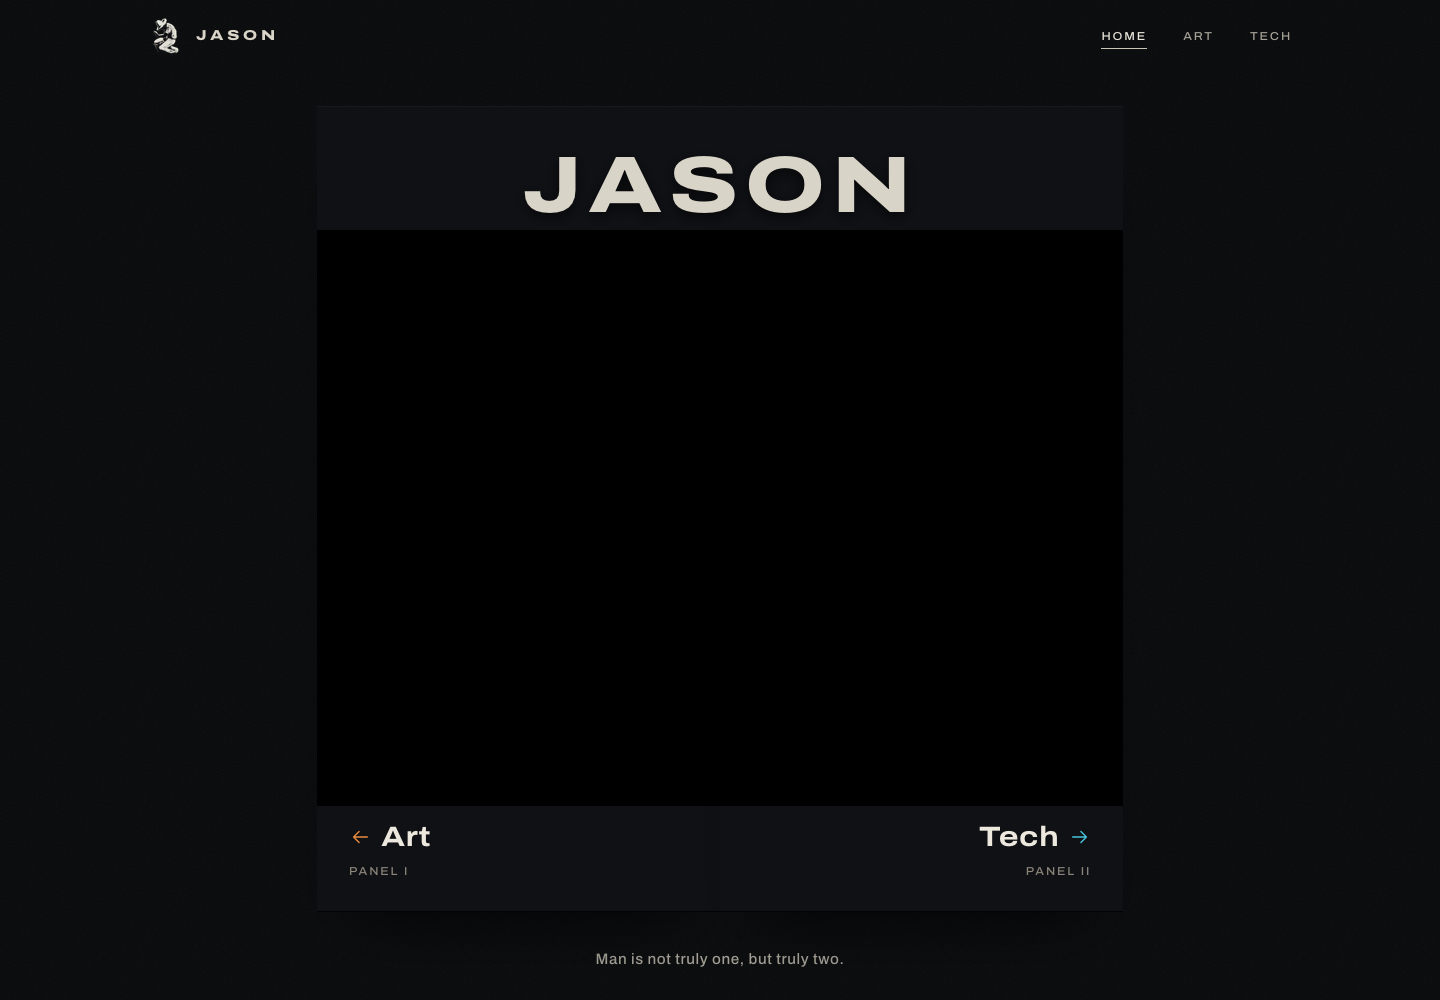 JASON
HOME ART TECH
JASON
← Art
Tech →
PANEL I
PANEL II
Man is not truly one, but truly two.